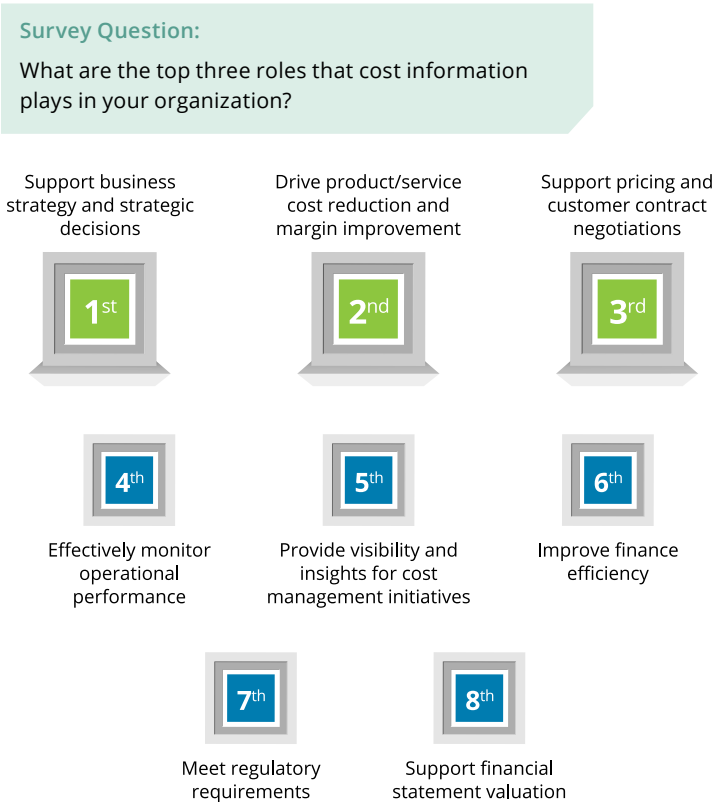 Survey Question:
What are the top three roles that cost information
plays in your organization?
Support business
strategy and strategic
decisions
1st
Drive product/service
cost reduction and
margin improvement
2nd
Support pricing and
customer contract
negotiations
3rd
4th
Effectively monitor
operational
performance
5th
Provide visibility and
insights for cost
management initiatives
6th
Improve finance
efficiency
7th
Meet regulatory
requirements
8th
Support financial
statement valuation